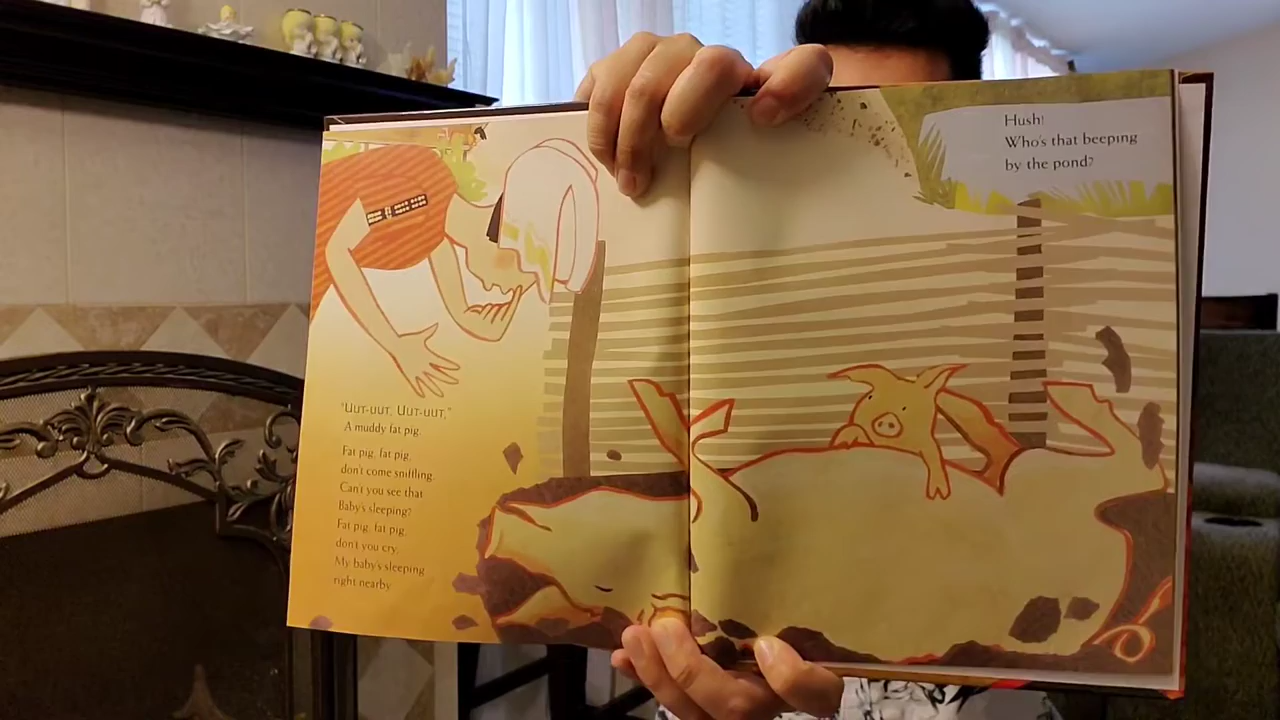 "UUT-UUT, UUT-UUT,"
A muddy fat pig.
Fat pig, fat pig,
don't come sniffling.
Can't you see that
Baby's sleeping?
Fat pig, fat pig,
don't you cry.
My baby's sleeping
right nearby.
Hush!
Who's that beeping
by the pond?